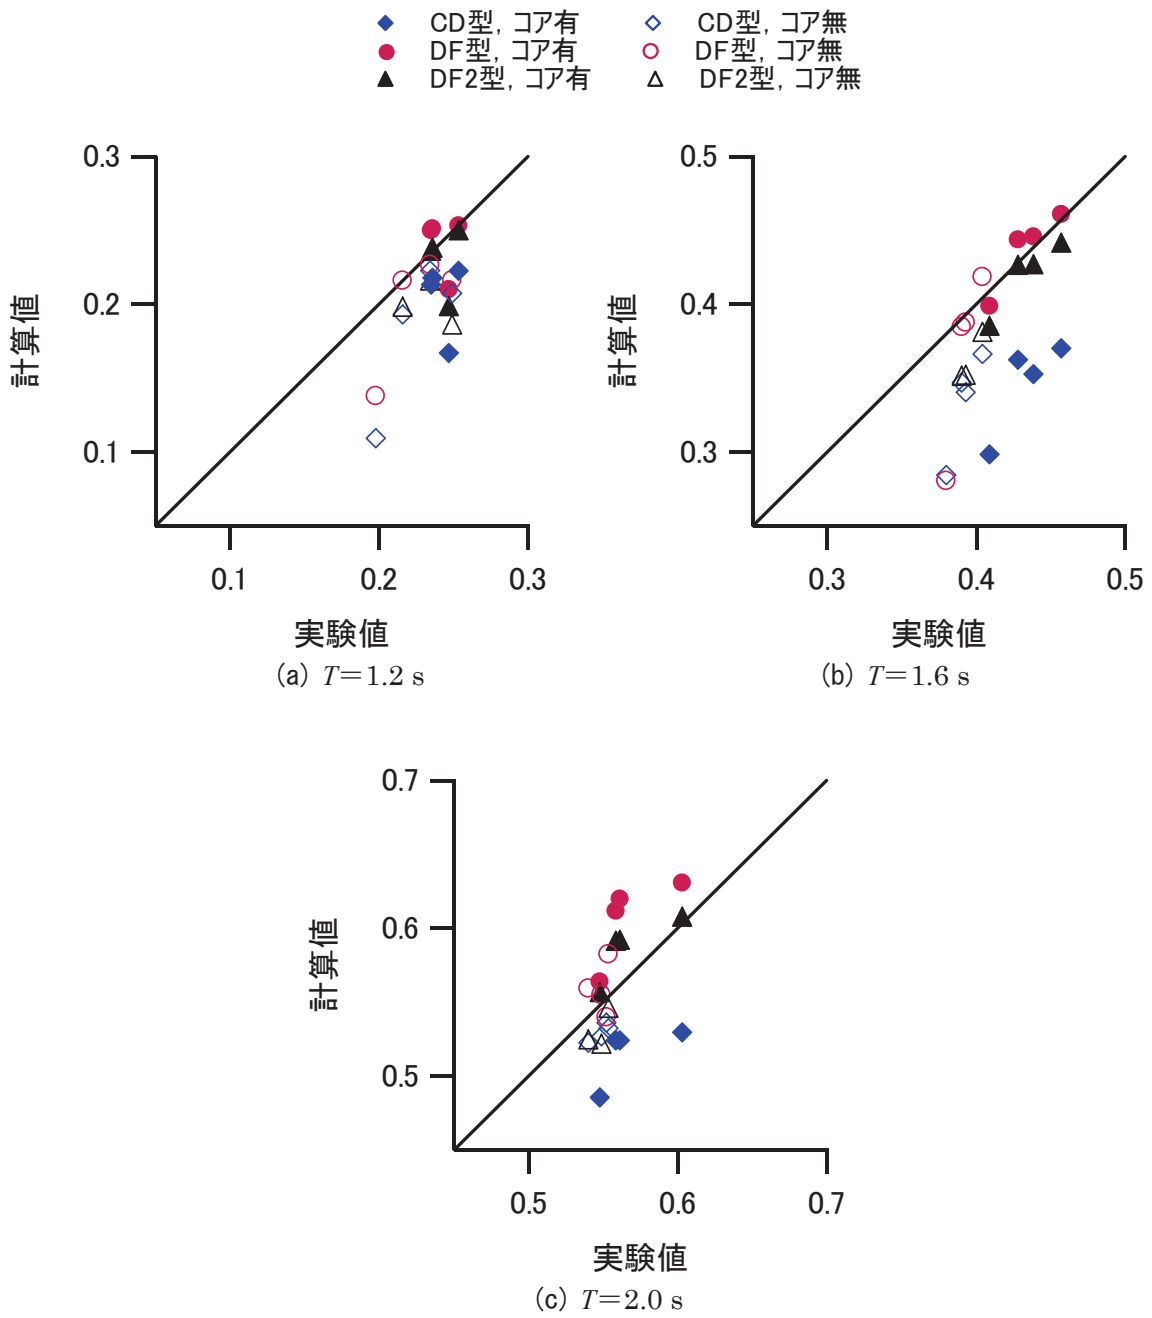 CD型, コア有 CD型, コア無
DF型, コア有 DF型, コア無
DF2型, コア有 DF2型, コア無
0.3
0.2
0.1
計算値
0.1 0.2 0.3
実験値
(a) T=1.2 s
0.5
0.4
0.3
計算値
0.3 0.4 0.5
実験値
(b) T=1.6 s
0.7
0.6
0.5
計算値
0.5 0.6 0.7
実験値
(c) T=2.0 s